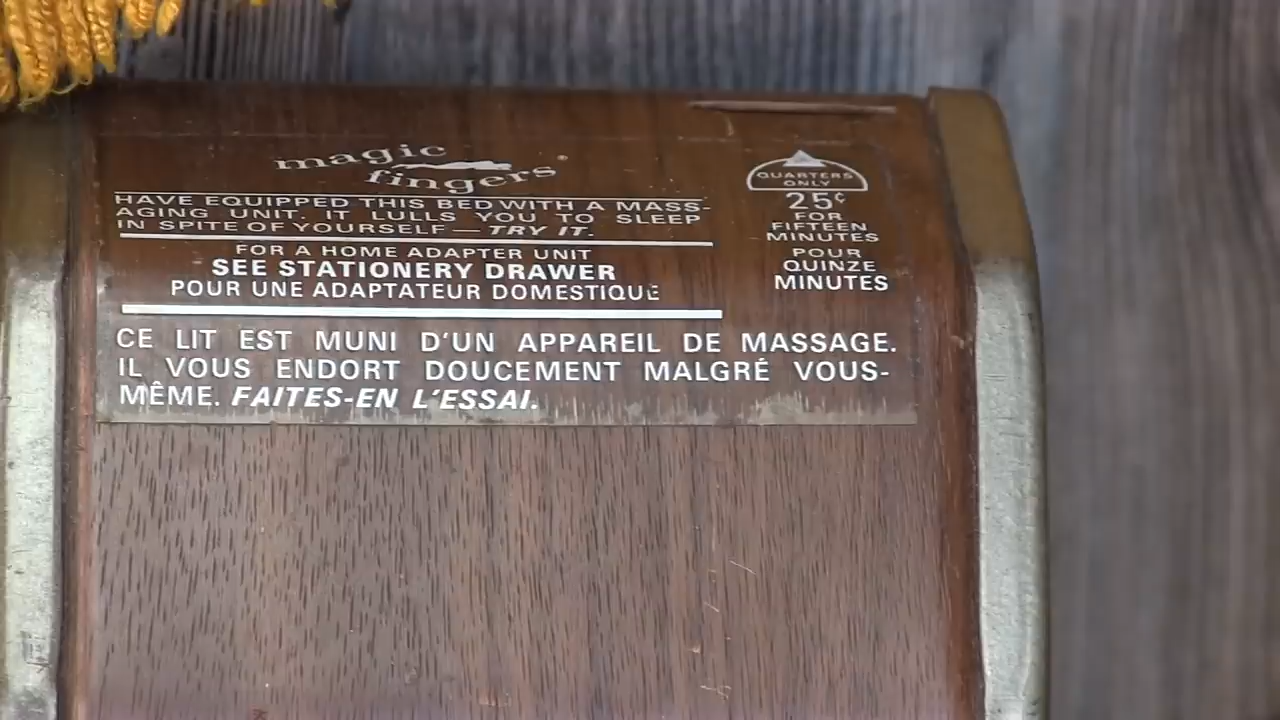 magic
fingers
HAVE EQUIPPED THIS BED WITH A MASS-
AGING UNIT. IT LULLS YOU TO SLEEP
IN SPITE OF YOURSELF — TRY IT.
FOR A HOME ADAPTER UNIT
SEE STATIONERY DRAWER
POUR UNE ADAPTATEUR DOMESTIQUE
CE LIT EST MUNI D'UN APPAREIL DE MASSAGE.
IL VOUS ENDORT DOUCEMENT MALGRÉ VOUS-
MÊME. FAITES-EN L'ESSAI.
QUARTERS
ONLY
25¢
FOR
FIFTEEN
MINUTES
POUR
QUINZE
MINUTES